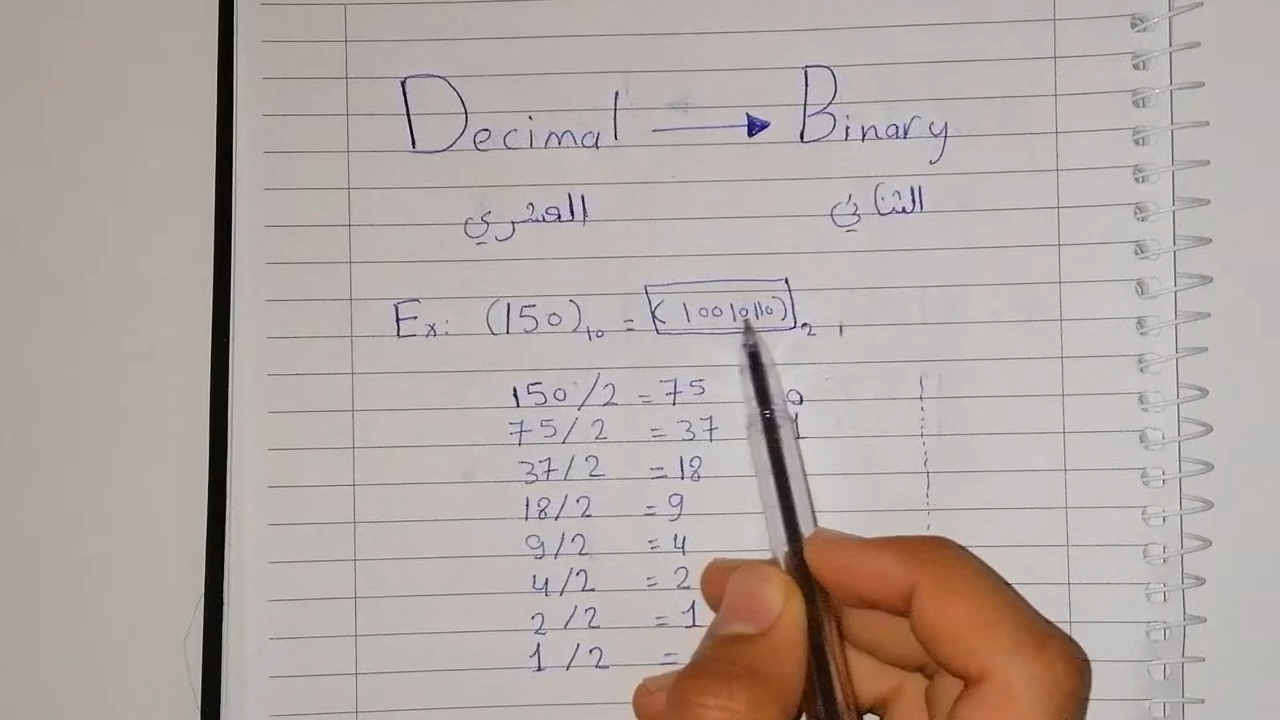 Decimal → Binary
العشري الثنائي
Ex: (150)10 = (10010110)2
150/2 = 75 0
75/2 = 37 1
37/2 = 18
18/2 = 9
9/2 = 4
4/2 = 2
2/2 = 1
1/2 =